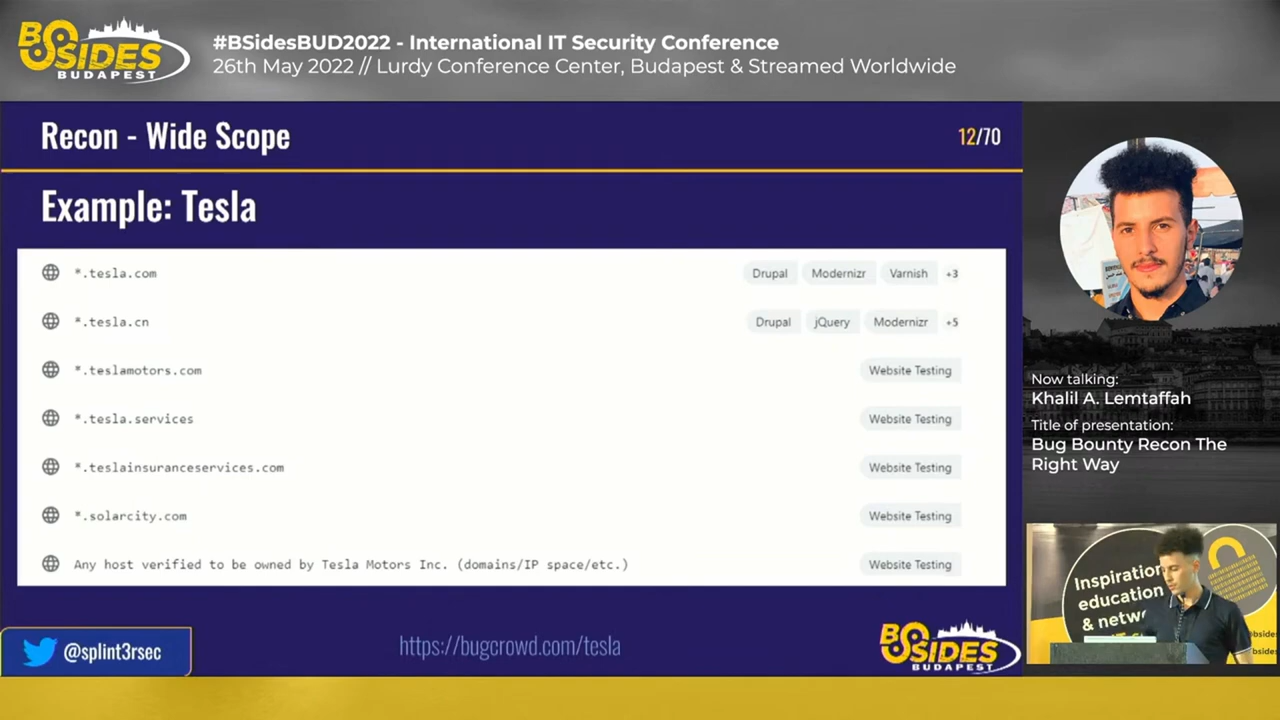 BSIDES
BUDAPEST
#BSidesBUD2022 - International IT Security Conference
26th May 2022 // Lurdy Conference Center, Budapest & Streamed Worldwide
Recon - Wide Scope
12/70
Example: Tesla
*.tesla.com
Drupal Modernizr Varnish +3
*.tesla.cn
Drupal jQuery Modernizr +5
*.teslamotors.com
Website Testing
*.tesla.services
Website Testing
*.teslainsuranceservices.com
Website Testing
*.solarcity.com
Website Testing
Any host verified to be owned by Tesla Motors Inc. (domains/IP space/etc.)
Website Testing
@splint3rsec
https://bugcrowd.com/tesla
BSIDES
BUDAPEST
Now talking:
Khalil A. Lemtaffah
Title of presentation:
Bug Bounty Recon The
Right Way
Inspiration
education
& netw